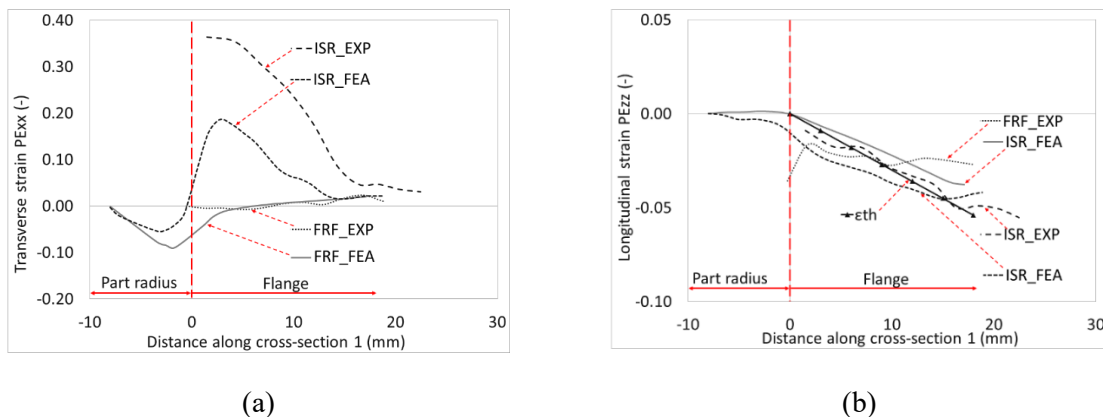 0.40
0.30
0.20
0.10
0.00
-0.10
-0.20
Transverse strain PExx (-)
ISR_EXP
ISR_FEA
FRF_EXP
FRF_FEA
Part radius
Flange
-10
0
10
20
30
Distance along cross-section 1 (mm)
(a)
0.05
0.00
-0.05
-0.10
Longitudinal strain PEzz (-)
FRF_EXP
ISR_FEA
εth
ISR_EXP
ISR_FEA
Part radius
Flange
-10
0
10
20
30
Distance along cross-section 1 (mm)
(b)